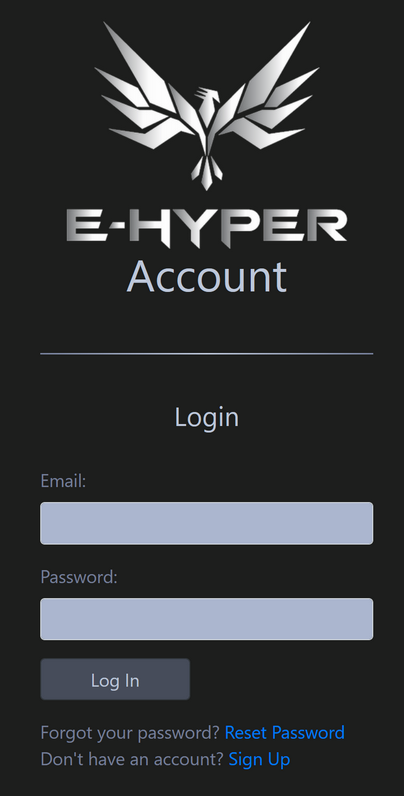 E-HYPER
Account
Login
Email:
Password:
Log In
Forgot your password? Reset Password
Don't have an account? Sign Up